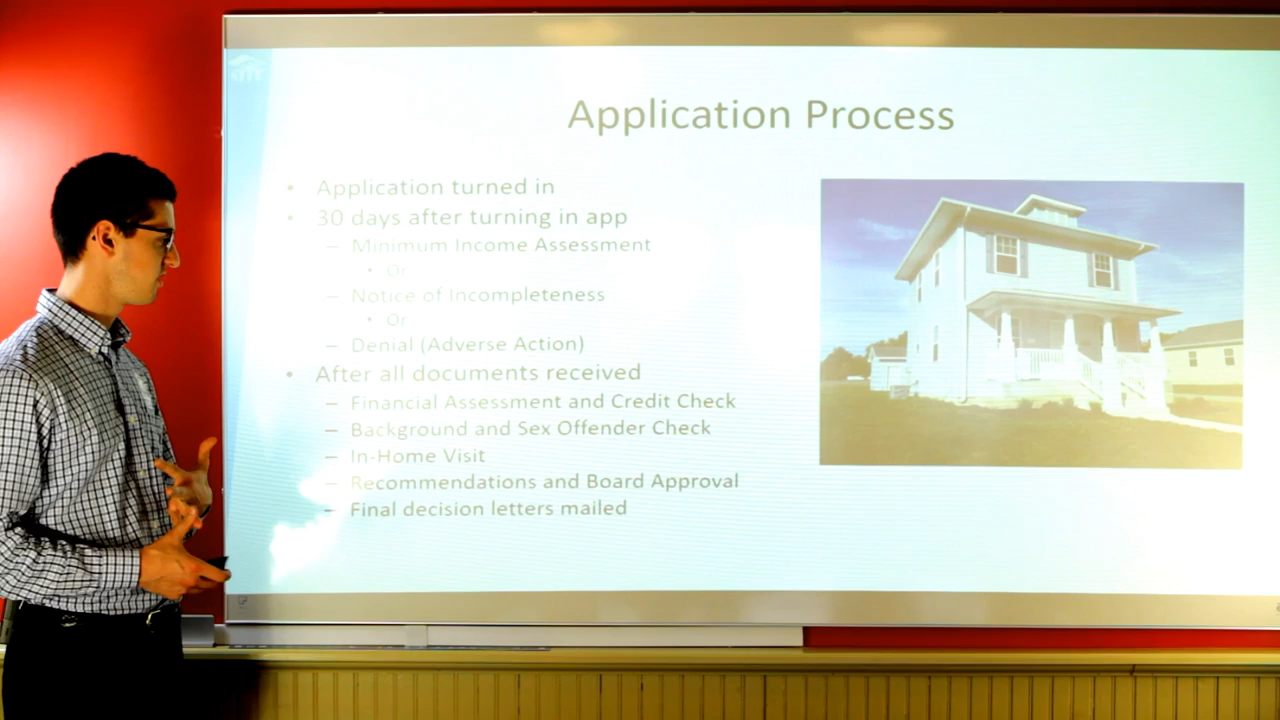 Application Process
• Application turned in
• 30 days after turning in app
– Minimum Income Assessment
• Or
– Notice of Incompleteness
• Or
– Denial (Adverse Action)
• After all documents received
– Financial Assessment and Credit Check
– Background and Sex Offender Check
– In-Home Visit
– Recommendations and Board Approval
– Final decision letters mailed